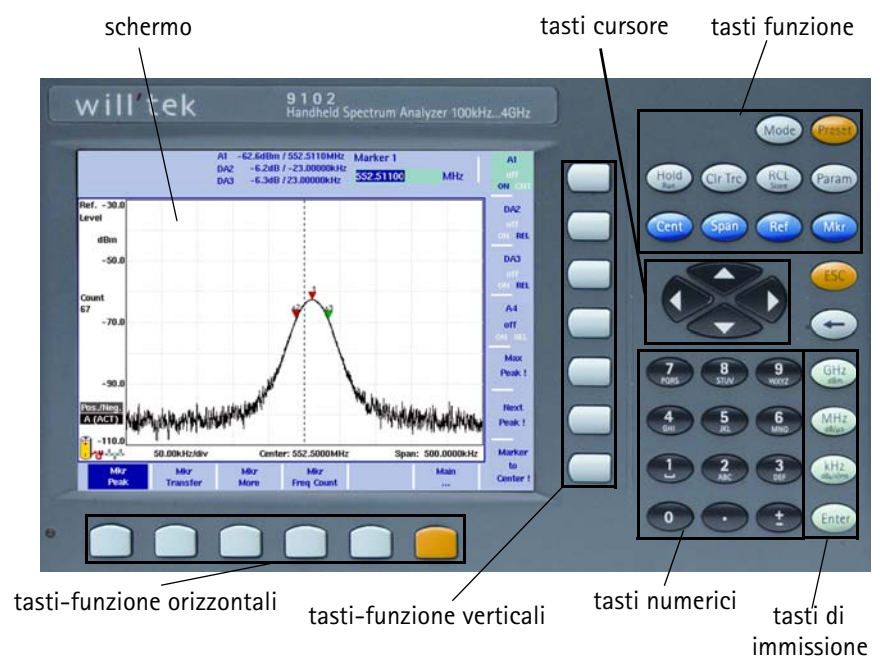 schermo
tasti cursore
tasti funzione
will'tek
9102
Handheld Spectrum Analyzer 100kHz...4GHz
A1 -62.6dBm / 552.5110MHz Marker 1
DA2 -6.2dB / -23.00000kHz
DA3 -6.3dB / 23.00000kHz
552.51100 MHz
A1
off
ON CNT
DA2
off
ON REL
DA3
off
ON REL
A4
off
ON REL
Max
Peak !
Next
Peak !
Marker
to
Center !
Ref. -30.0
Level
dBm
-50.0
Count
67
-70.0
-90.0
Pos./Neg.
A (ACT)
-110.0
1
2
3
50.00kHz/div Center: 552.5000MHz Span: 500.0000kHz
Mkr
Peak
Mkr
Transfer
Mkr
More
Mkr
Freq Count
Main
...
Mode Preset
Hold
Run
Clr Trc
RCL
Store
Param
Cent Span Ref Mkr
ESC
7
PQRS
8
STUV
9
WXYZ
GHz
dBm
4
GHI
5
JKL
6
MNO
MHz
dB/µs
1
2
ABC
3
DEF
kHz
0 . ±
Enter
tasti-funzione orizzontali
tasti-funzione verticali
tasti numerici
tasti di
immissione